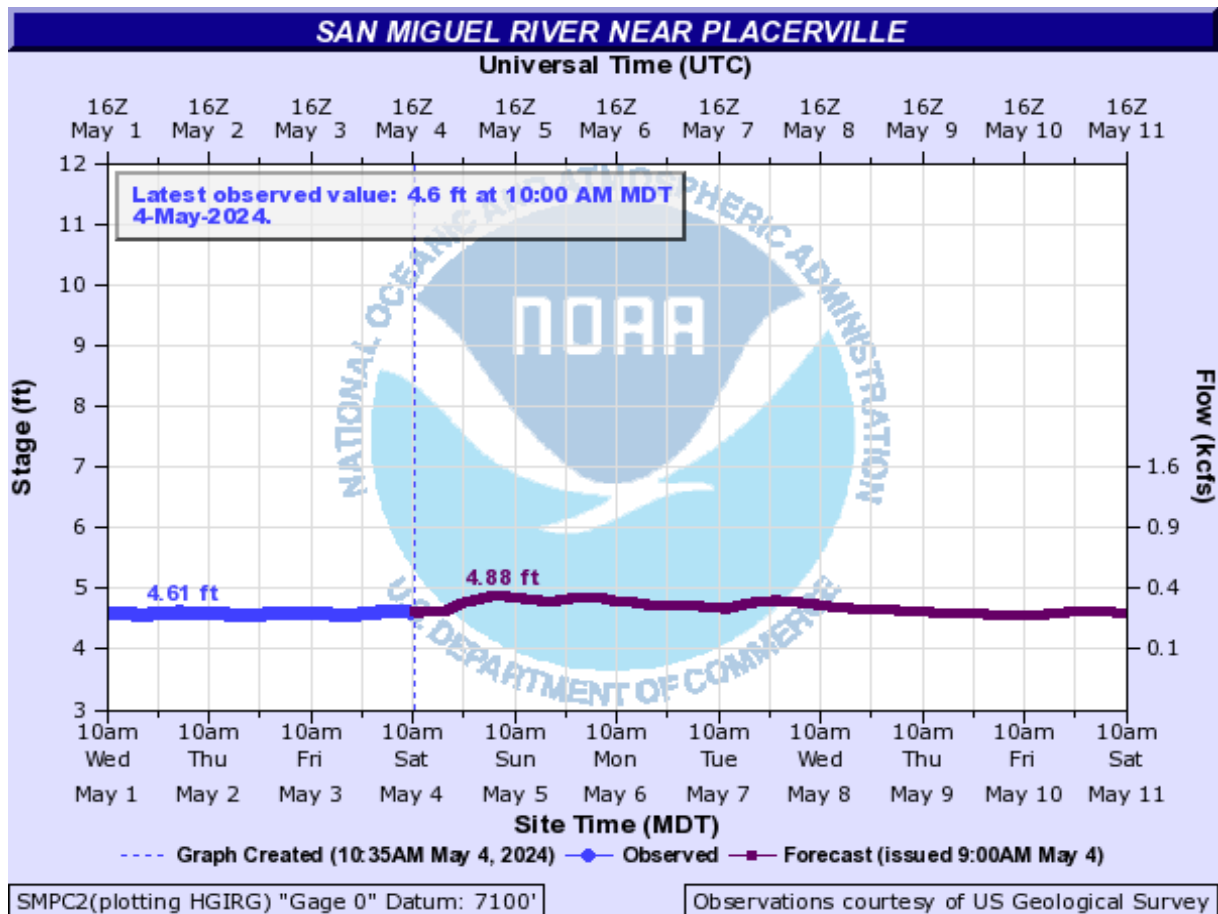 SAN MIGUEL RIVER NEAR PLACERVILLE
Universal Time (UTC)
16Z 16Z 16Z 16Z 16Z 16Z 16Z 16Z 16Z 16Z 16Z
May 1 May 2 May 3 May 4 May 5 May 6 May 7 May 8 May 9 May 10 May 11
Latest observed value: 4.6 ft at 10:00 AM MDT
4-May-2024.
NATIONAL OCEANIC AND ATMOSPHERIC ADMINISTRATION
NOAA
U.S. DEPARTMENT OF COMMERCE
Stage (ft)
12
11
10
9
8
7
6
5
4
3
Flow (kcfs)
1.6
0.9
0.4
0.1
4.61 ft
4.88 ft
10am 10am 10am 10am 10am 10am 10am 10am 10am 10am 10am
Wed Thu Fri Sat Sun Mon Tue Wed Thu Fri Sat
May 1 May 2 May 3 May 4 May 5 May 6 May 7 May 8 May 9 May 10 May 11
Site Time (MDT)
Graph Created (10:35AM May 4, 2024) Observed Forecast (issued 9:00AM May 4)
SMPC2(plotting HGIRG) "Gage 0" Datum: 7100'
Observations courtesy of US Geological Survey